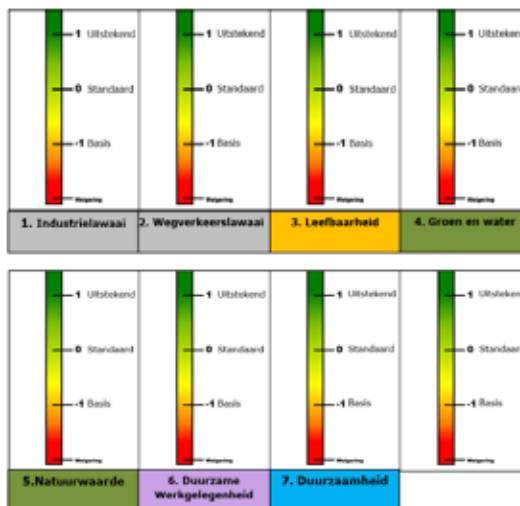 1 Uitstekend 1 Uitstekend 1 Uitstekend 1 Uitstekend
0 Standaard 0 Standaard 0 Standaard 0 Standaard
-1 Basis -1 Basis -1 Basis -1 Basis
Weigering Weigering Weigering Weigering
1. Industrielawaai 2. Wegverkeerslawaai 3. Leefbaarheid 4. Groen en water
1 Uitstekend 1 Uitstekend 1 Uitstekend 1 Uitstekend
0 Standaard 0 Standaard 0 Standaard 0 Standaard
-1 Basis -1 Basis -1 Basis -1 Basis
Weigering Weigering Weigering Weigering
5.Natuurwaarde 6. Duurzame 7. Duurzaamheid
Werkgelegenheid